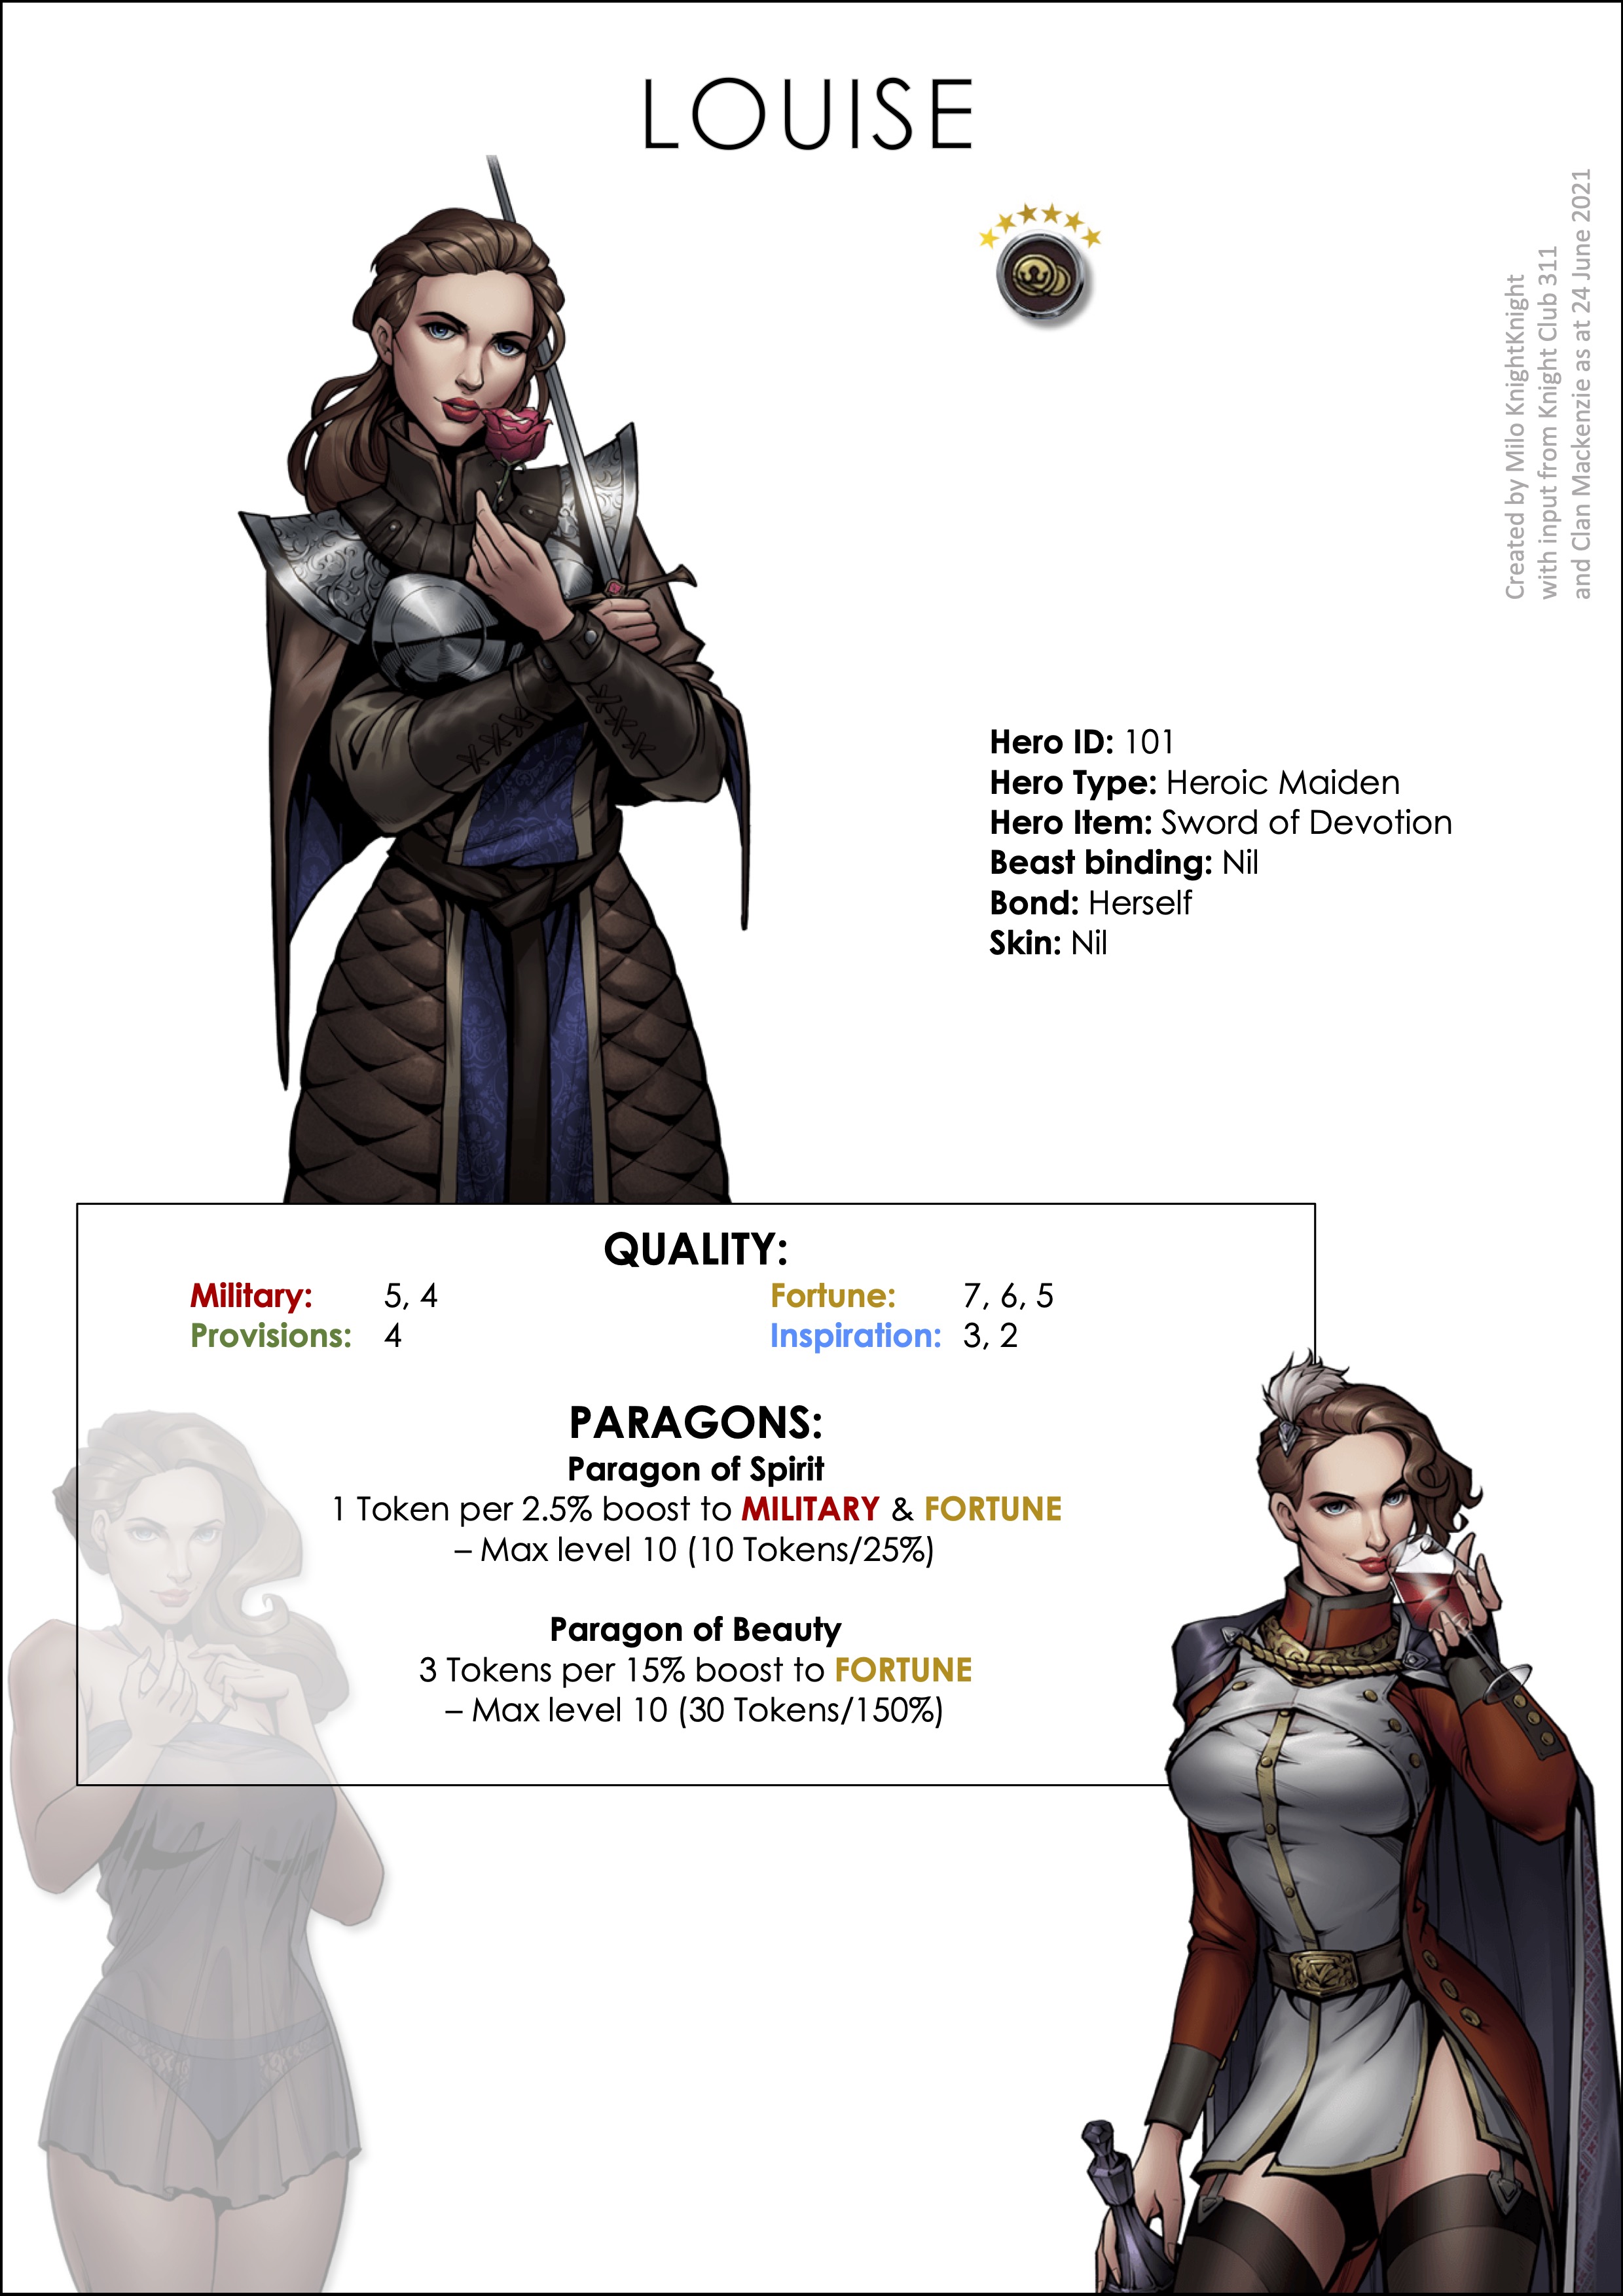 LOUISE
Created by Milo KnightKnight
with input from Knight Club 311
and Clan Mackenzie as at 24 June 2021
Hero ID: 101
Hero Type: Heroic Maiden
Hero Item: Sword of Devotion
Beast binding: Nil
Bond: Herself
Skin: Nil
QUALITY:
Military: 5, 4 Fortune: 7, 6, 5
Provisions: 4 Inspiration: 3, 2
PARAGONS:
Paragon of Spirit
1 Token per 2.5% boost to MILITARY & FORTUNE
– Max level 10 (10 Tokens/25%)
Paragon of Beauty
3 Tokens per 15% boost to FORTUNE
– Max level 10 (30 Tokens/150%)